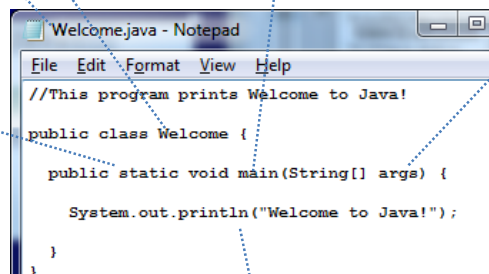 Welcome.java - Notepad
File Edit Format View Help
//This program prints Welcome to Java!
public class Welcome {
public static void main(String[] args) {
System.out.println("Welcome to Java!");
}
}